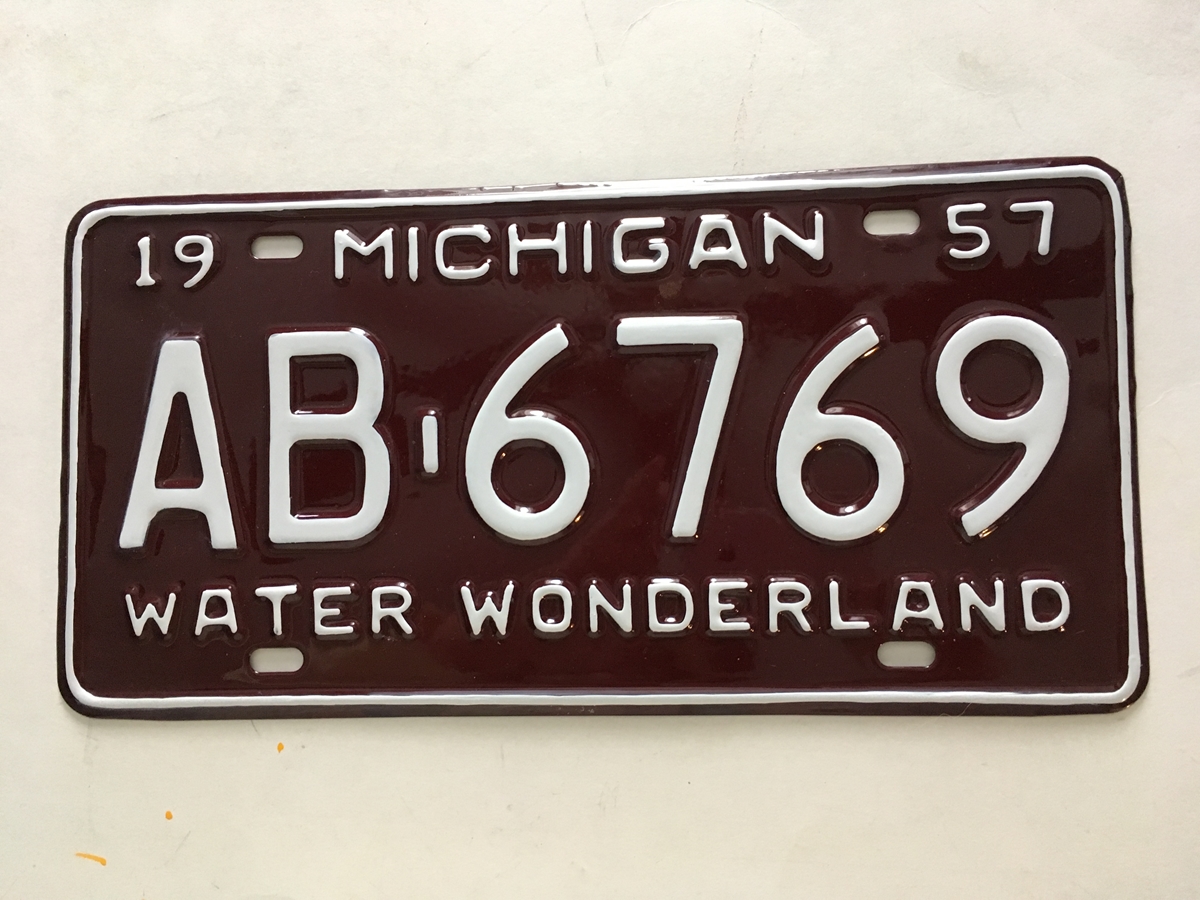 19 MICHIGAN 57
AB-6769
WATER WONDERLAND